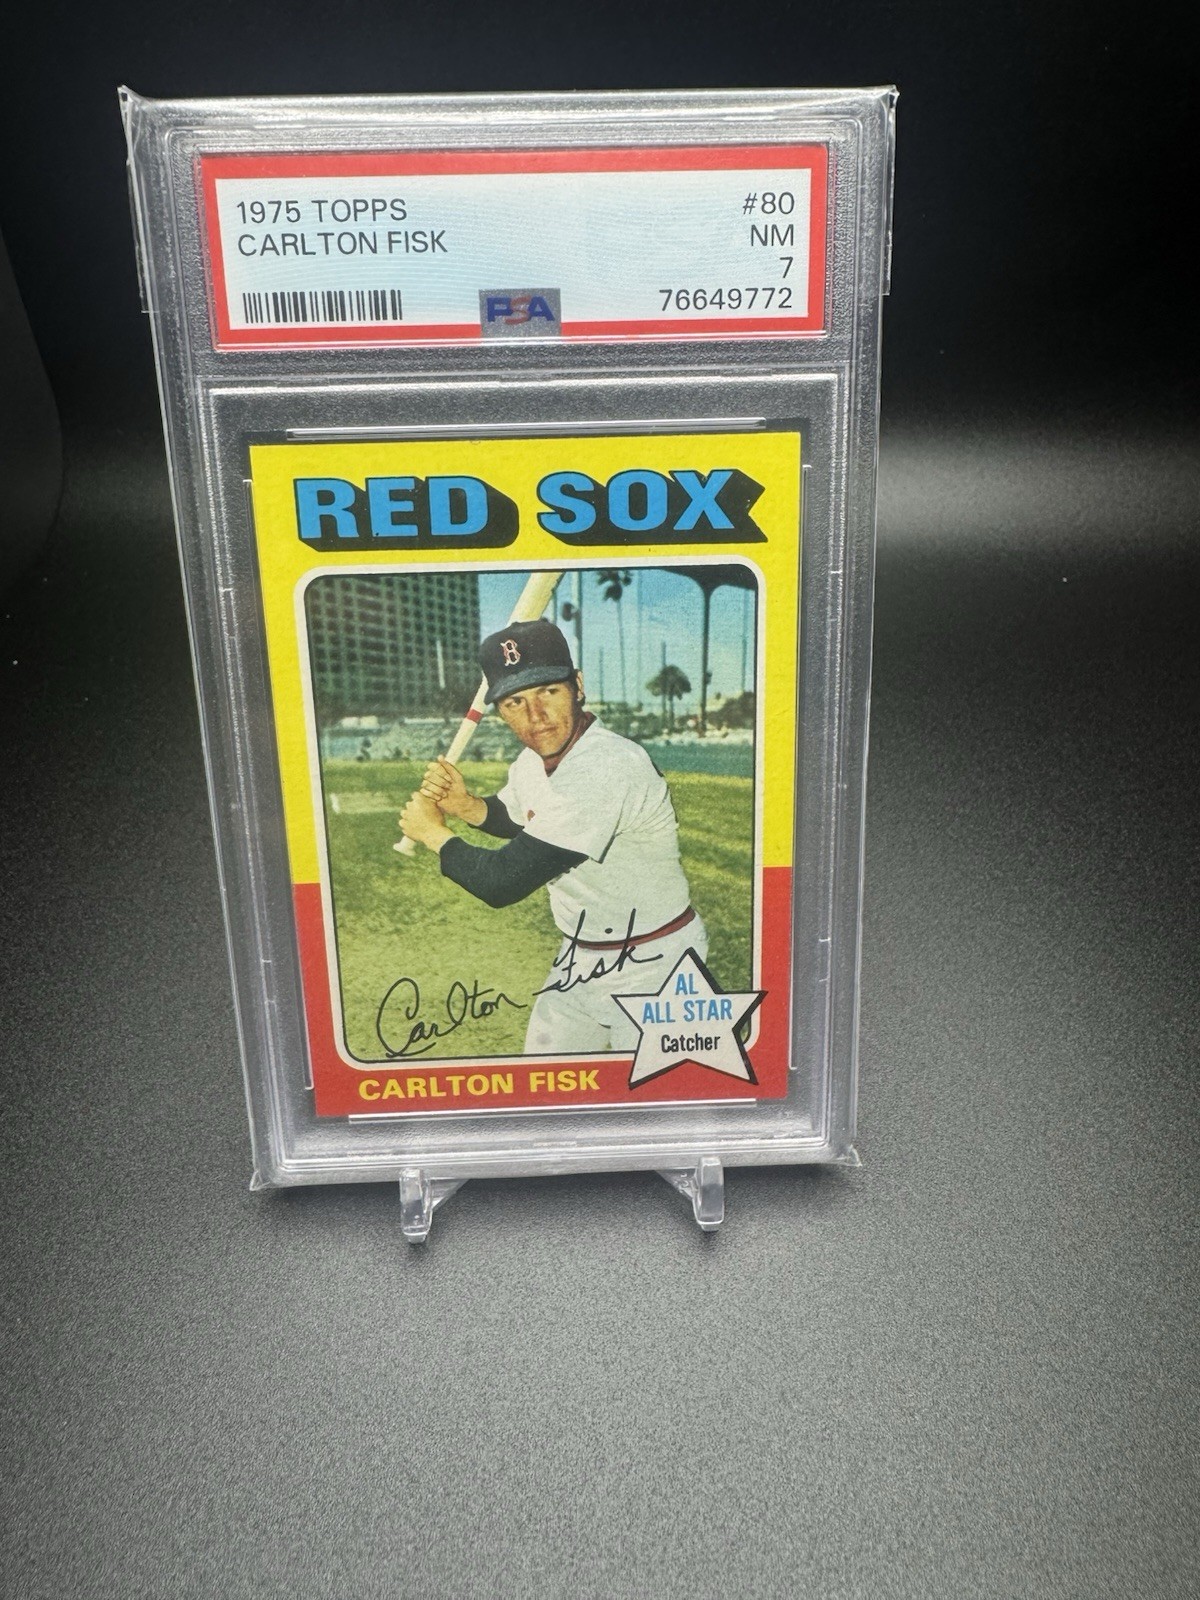 1975 TOPPS #80
CARLTON FISK NM
7
PSA 76649772
RED SOX
B
Carlton Fisk
AL
ALL STAR
Catcher
CARLTON FISK